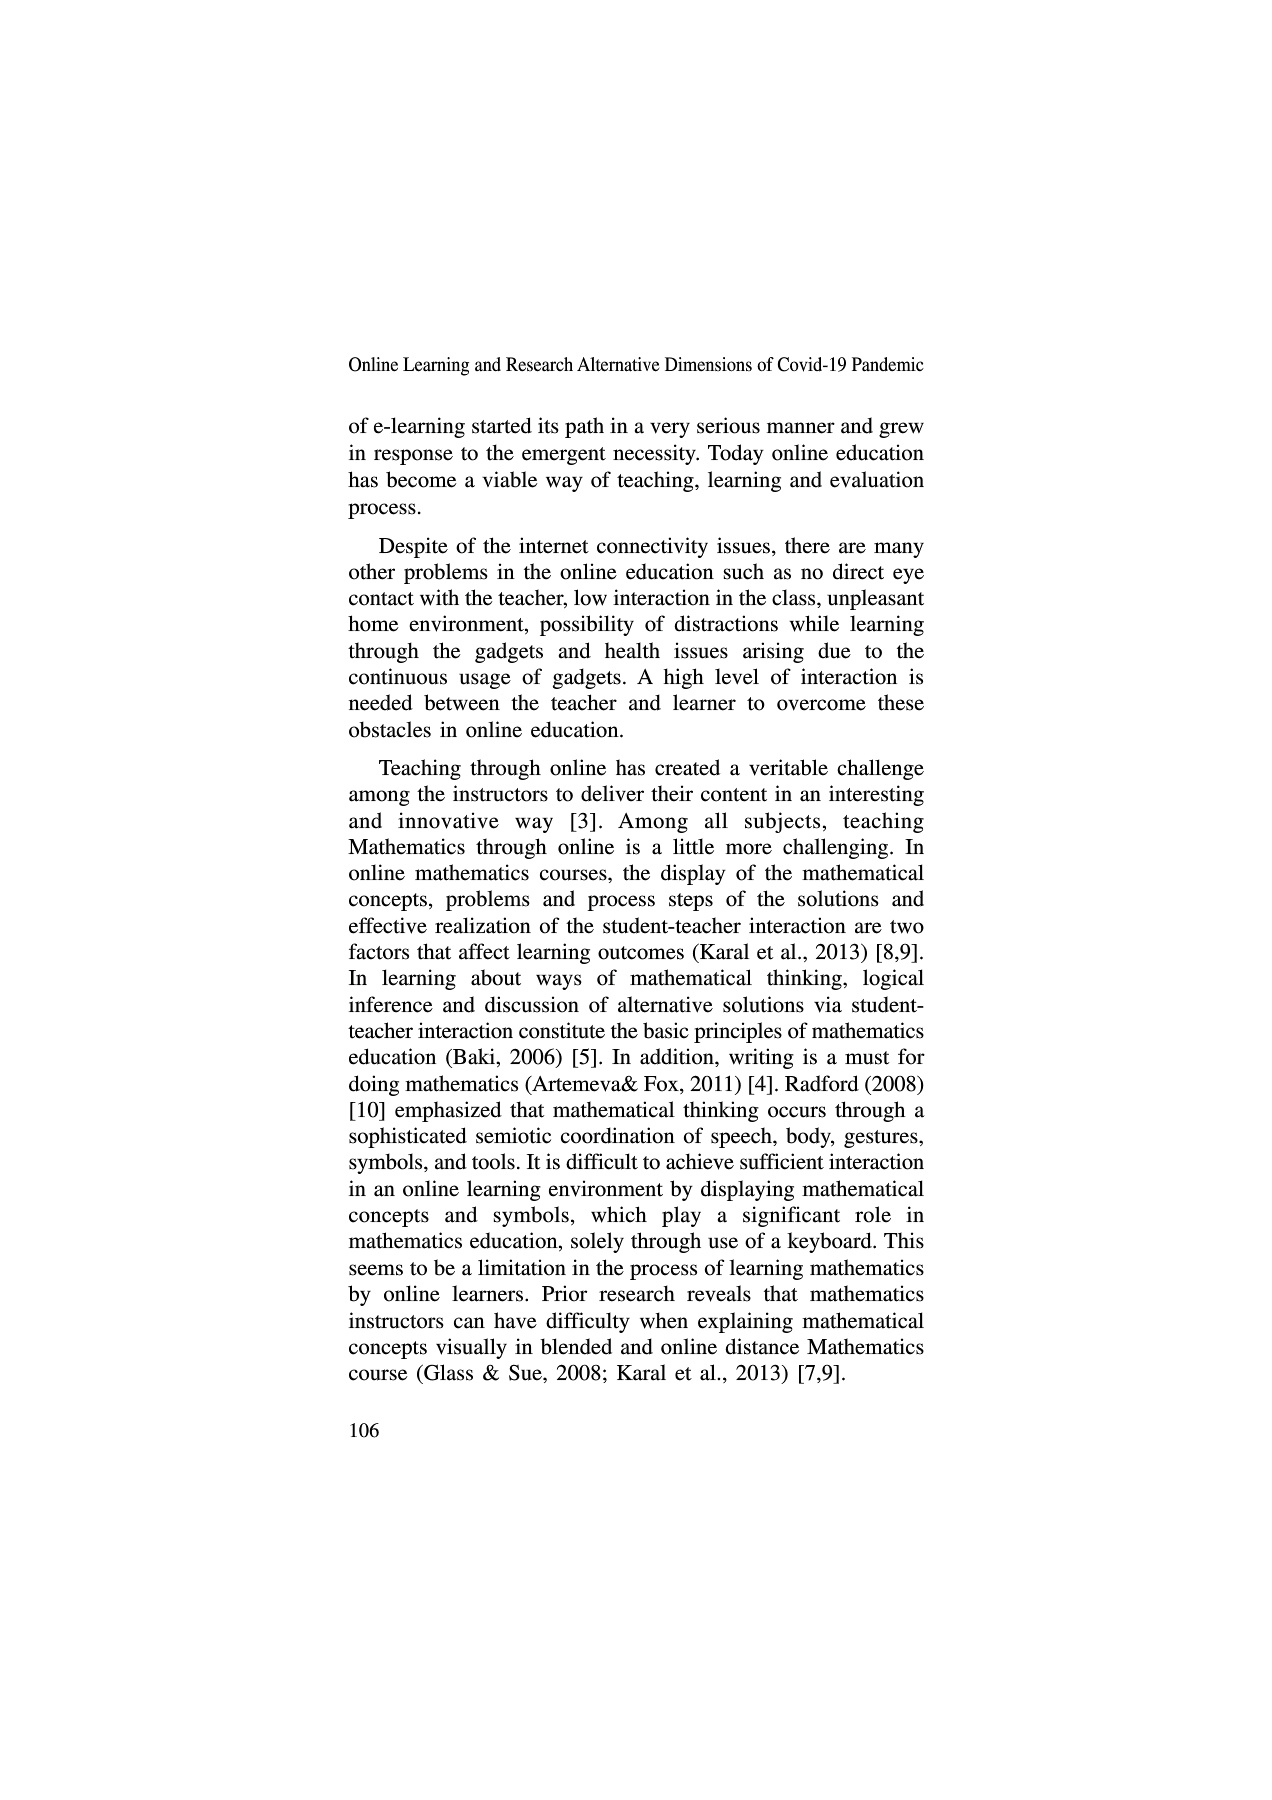 Online Learning and Research Alternative Dimensions of Covid-19 Pandemic
of e-learning started its path in a very serious manner and grew
in response to the emergent necessity. Today online education
has become a viable way of teaching, learning and evaluation
process.
Despite of the internet connectivity issues, there are many
other problems in the online education such as no direct eye
contact with the teacher, low interaction in the class, unpleasant
home environment, possibility of distractions while learning
through the gadgets and health issues arising due to the
continuous usage of gadgets. A high level of interaction is
needed between the teacher and learner to overcome these
obstacles in online education.
Teaching through online has created a veritable challenge
among the instructors to deliver their content in an interesting
and innovative way [3]. Among all subjects, teaching
Mathematics through online is a little more challenging. In
online mathematics courses, the display of the mathematical
concepts, problems and process steps of the solutions and
effective realization of the student-teacher interaction are two
factors that affect learning outcomes (Karal et al., 2013) [8,9].
In learning about ways of mathematical thinking, logical
inference and discussion of alternative solutions via student-
teacher interaction constitute the basic principles of mathematics
education (Baki, 2006) [5]. In addition, writing is a must for
doing mathematics (Artemeva& Fox, 2011) [4]. Radford (2008)
[10] emphasized that mathematical thinking occurs through a
sophisticated semiotic coordination of speech, body, gestures,
symbols, and tools. It is difficult to achieve sufficient interaction
in an online learning environment by displaying mathematical
concepts and symbols, which play a significant role in
mathematics education, solely through use of a keyboard. This
seems to be a limitation in the process of learning mathematics
by online learners. Prior research reveals that mathematics
instructors can have difficulty when explaining mathematical
concepts visually in blended and online distance Mathematics
course (Glass & Sue, 2008; Karal et al., 2013) [7,9].
106